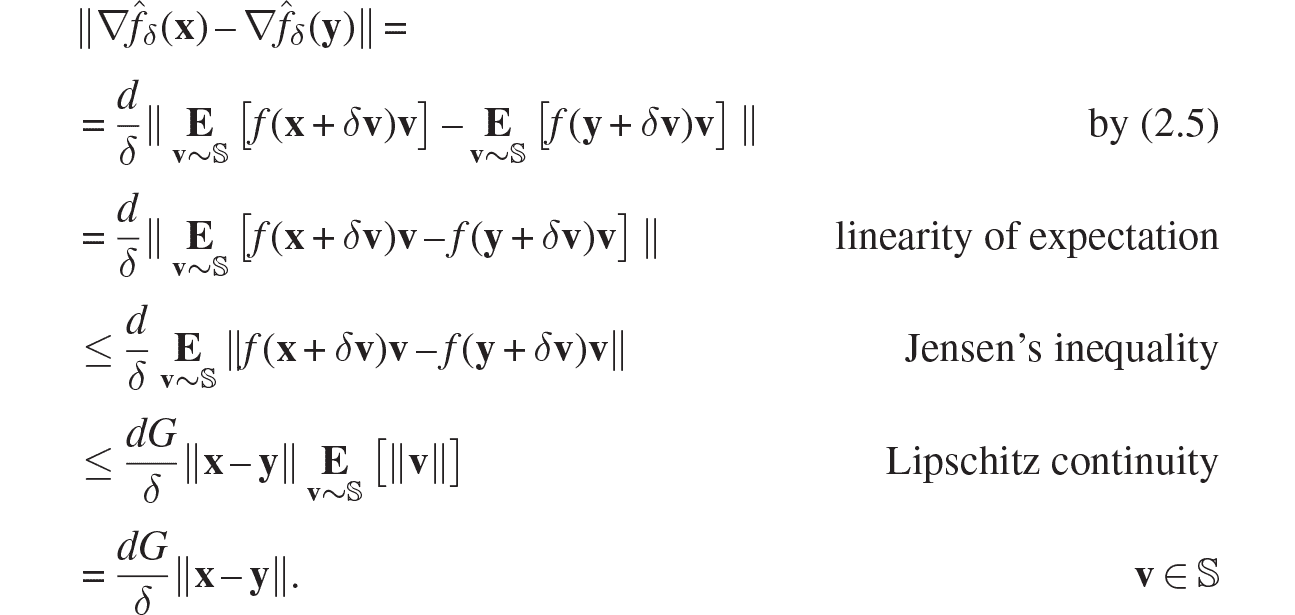 ‖∇f̂_δ(x) – ∇f̂_δ(y)‖ =
= d/δ ‖ E_{v∼𝕊} [f(x + δv)v] – E_{v∼𝕊} [f(y + δv)v] ‖ by (2.5)
= d/δ ‖ E_{v∼𝕊} [f(x + δv)v – f(y + δv)v] ‖ linearity of expectation
≤ d/δ E_{v∼𝕊} ‖f(x + δv)v – f(y + δv)v‖ Jensen’s inequality
≤ dG/δ ‖x – y‖ E_{v∼𝕊} [‖v‖] Lipschitz continuity
= dG/δ ‖x – y‖. v ∈ 𝕊